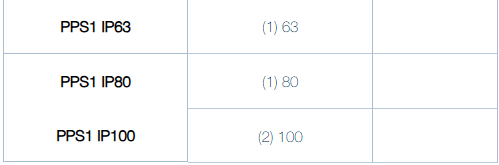 PPS1 IP63 (1) 63
PPS1 IP80 (1) 80
PPS1 IP100 (2) 100